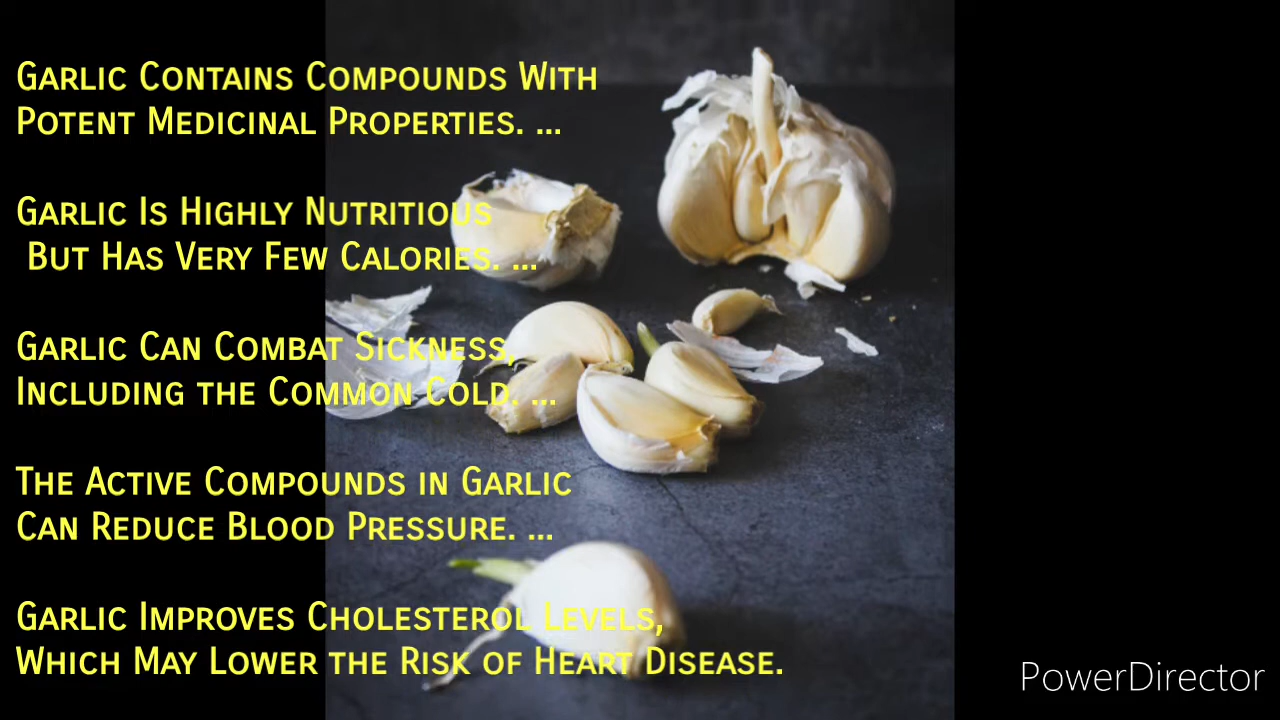 Garlic Contains Compounds With
Potent Medicinal Properties. ...
Garlic Is Highly Nutritious
But Has Very Few Calories. ...
Garlic Can Combat Sickness,
Including the Common Cold. ...
The Active Compounds in Garlic
Can Reduce Blood Pressure. ...
Garlic Improves Cholesterol Levels,
Which May Lower the Risk of Heart Disease.
PowerDirector